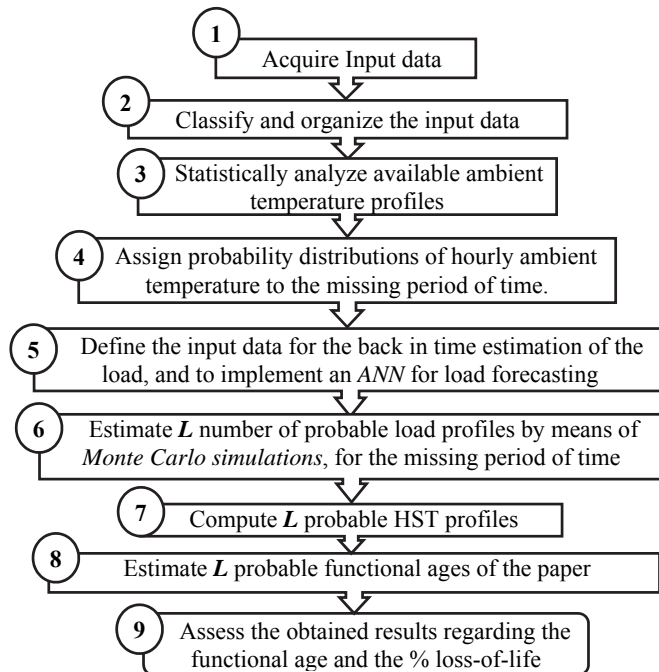 1
Acquire Input data
2
Classify and organize the input data
3
Statistically analyze available ambient
temperature profiles
4
Assign probability distributions of hourly ambient
temperature to the missing period of time.
5
Define the input data for the back in time estimation of the
load, and to implement an ANN for load forecasting
6
Estimate L number of probable load profiles by means of
Monte Carlo simulations, for the missing period of time
7
Compute L probable HST profiles
8
Estimate L probable functional ages of the paper
9
Assess the obtained results regarding the
functional age and the % loss-of-life